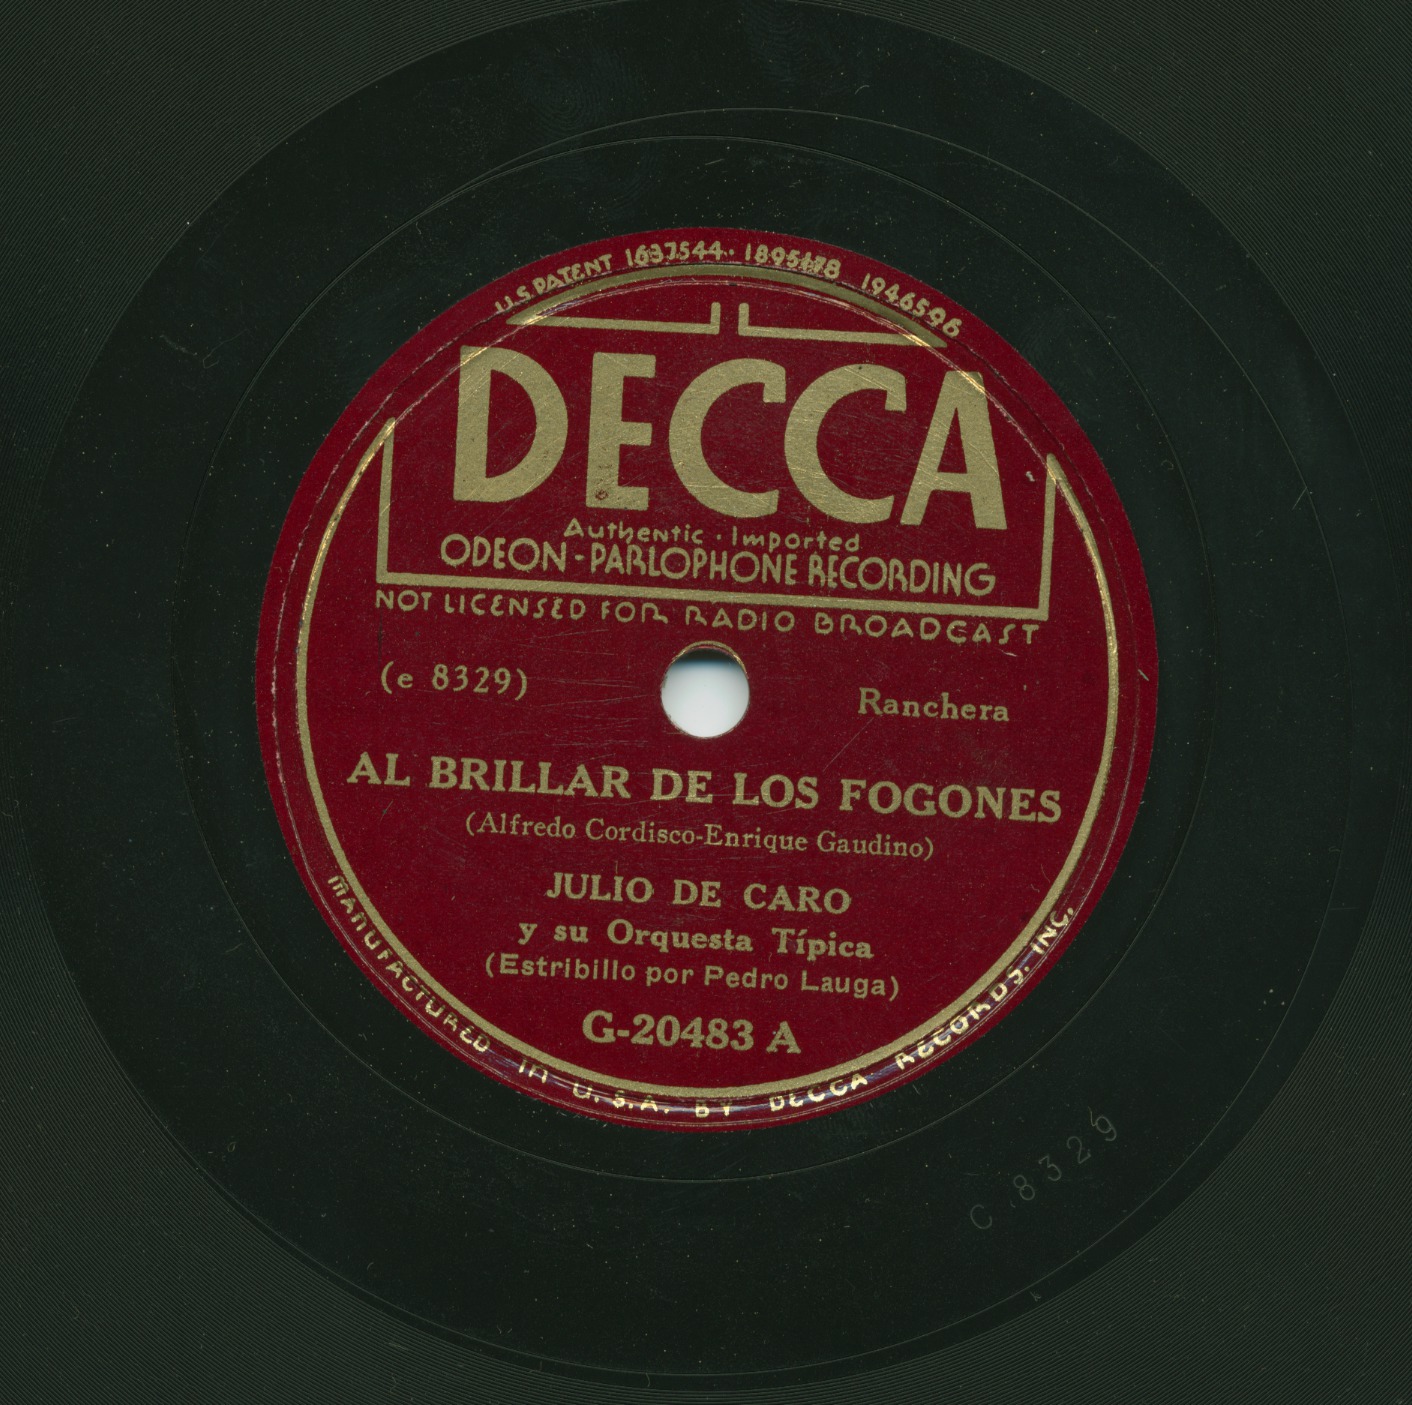 U.S. PATENT 1637544 · 1895178 1946596
DECCA
Authentic · Imported
ODEON - PARLOPHONE RECORDING
NOT LICENSED FOR RADIO BROADCAST
(e 8329)
Ranchera
AL BRILLAR DE LOS FOGONES
(Alfredo Cordisco-Enrique Gaudino)
JULIO DE CARO
y su Orquesta Típica
(Estribillo por Pedro Lauga)
G-20483 A
MANUFACTURED IN U.S.A. BY DECCA RECORDS. INC.
C 8329